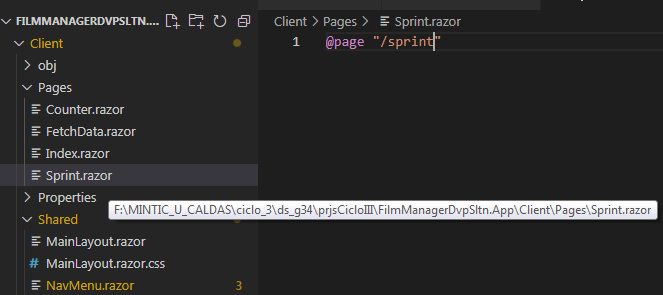 FILMMANAGERDVPSLTN....
Client
obj
Pages
Counter.razor
FetchData.razor
Index.razor
Sprint.razor
Properties
Shared
MainLayout.razor
MainLayout.razor.css
NavMenu.razor 3
Client > Pages > Sprint.razor
1 @page "/sprint"
F:\MINTIC_U_CALDAS\ciclo_3\ds_g34\prjsCicloIII\FilmManagerDvpSltn.App\Client\Pages\Sprint.razor